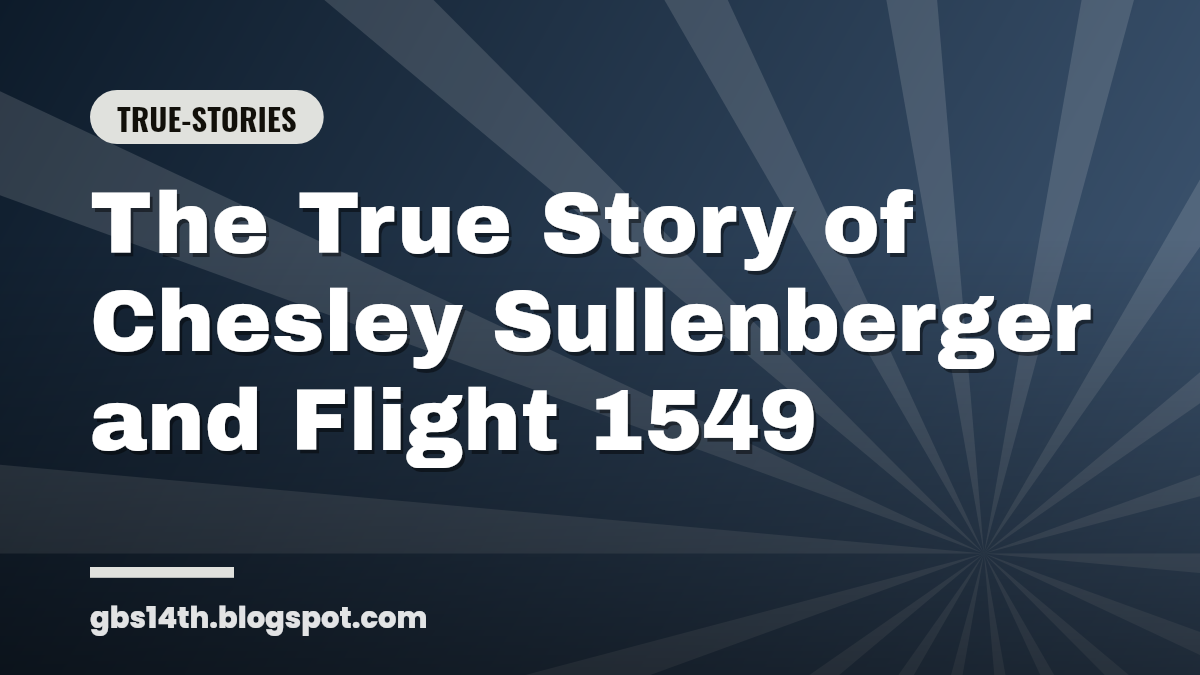 TRUE-STORIES
The True Story of
Chesley Sullenberger
and Flight 1549
gbs14th.blogspot.com